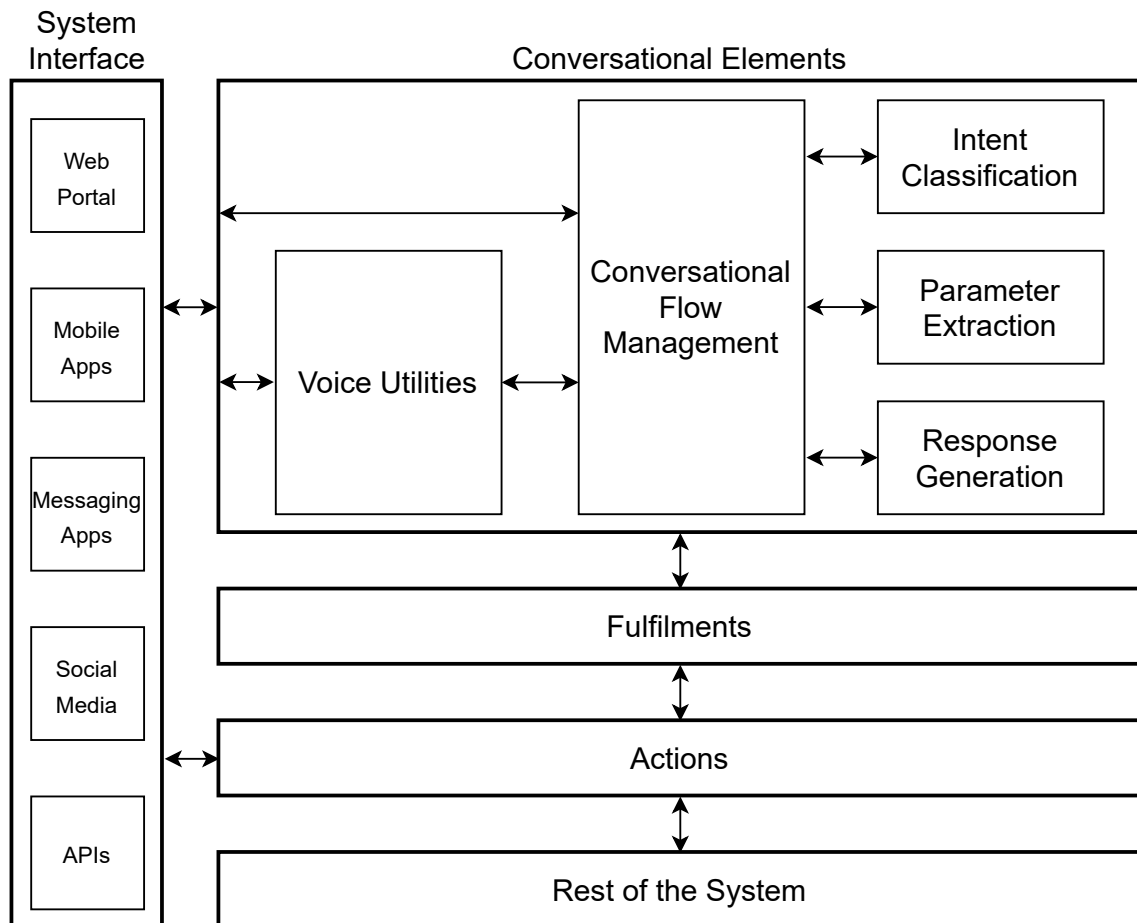 System
Interface
Web
Portal
Mobile
Apps
Messaging
Apps
Social
Media
APIs
Conversational Elements
Voice Utilities
Conversational
Flow
Management
Intent
Classification
Parameter
Extraction
Response
Generation
Fulfilments
Actions
Rest of the System